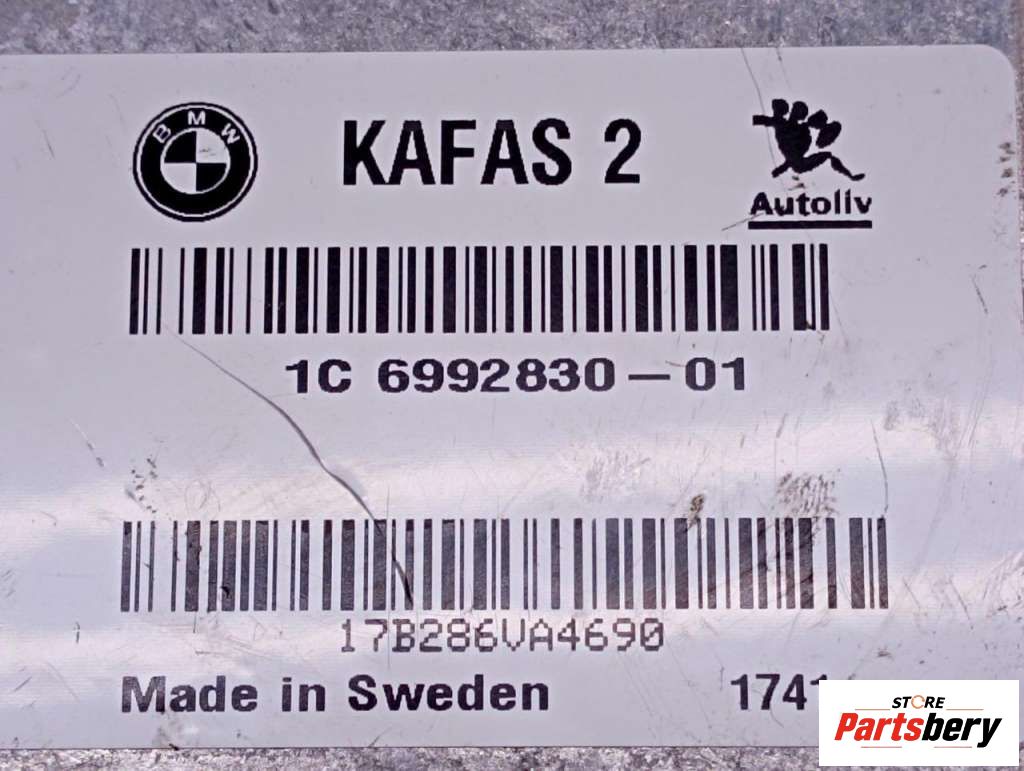 BMW KAFAS 2
Autoliv
1C 6992830-01
17B286VA4690
Made in Sweden
STORE
Partsbery